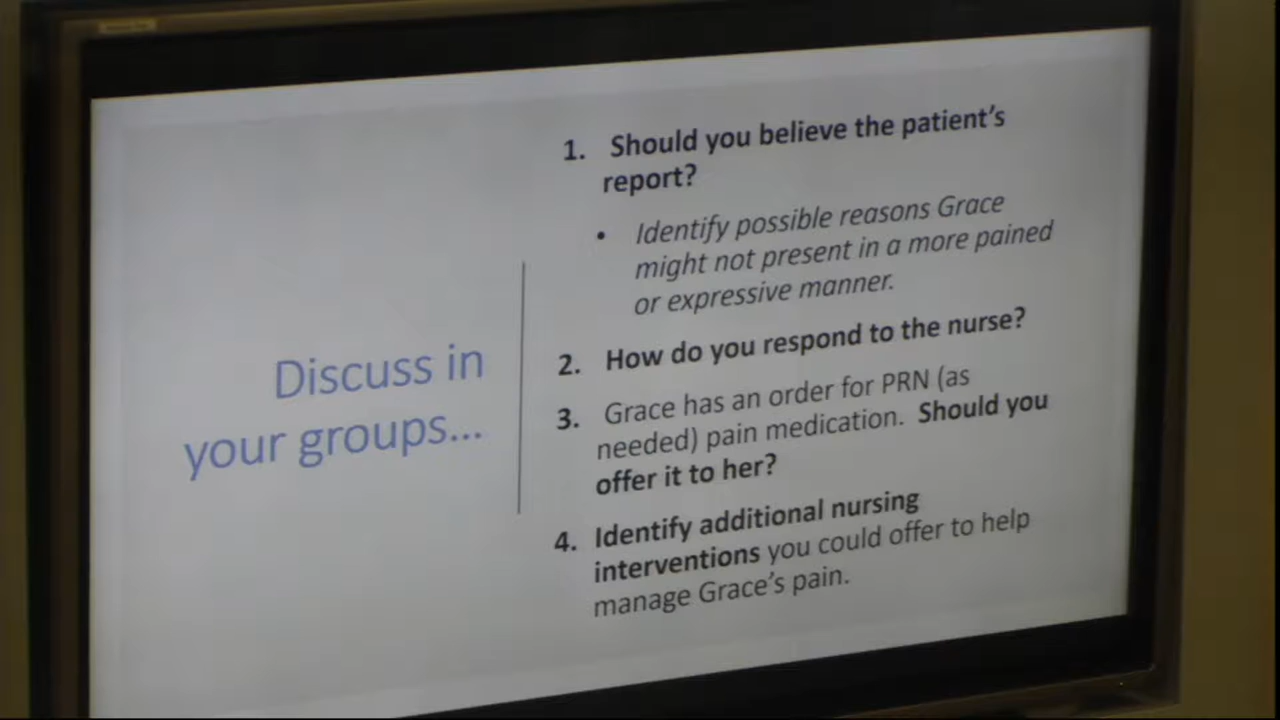 Discuss in
your groups...
1. Should you believe the patient's
report?
• Identify possible reasons Grace
might not present in a more pained
or expressive manner.
2. How do you respond to the nurse?
3. Grace has an order for PRN (as
needed) pain medication. Should you
offer it to her?
4. Identify additional nursing
interventions you could offer to help
manage Grace's pain.